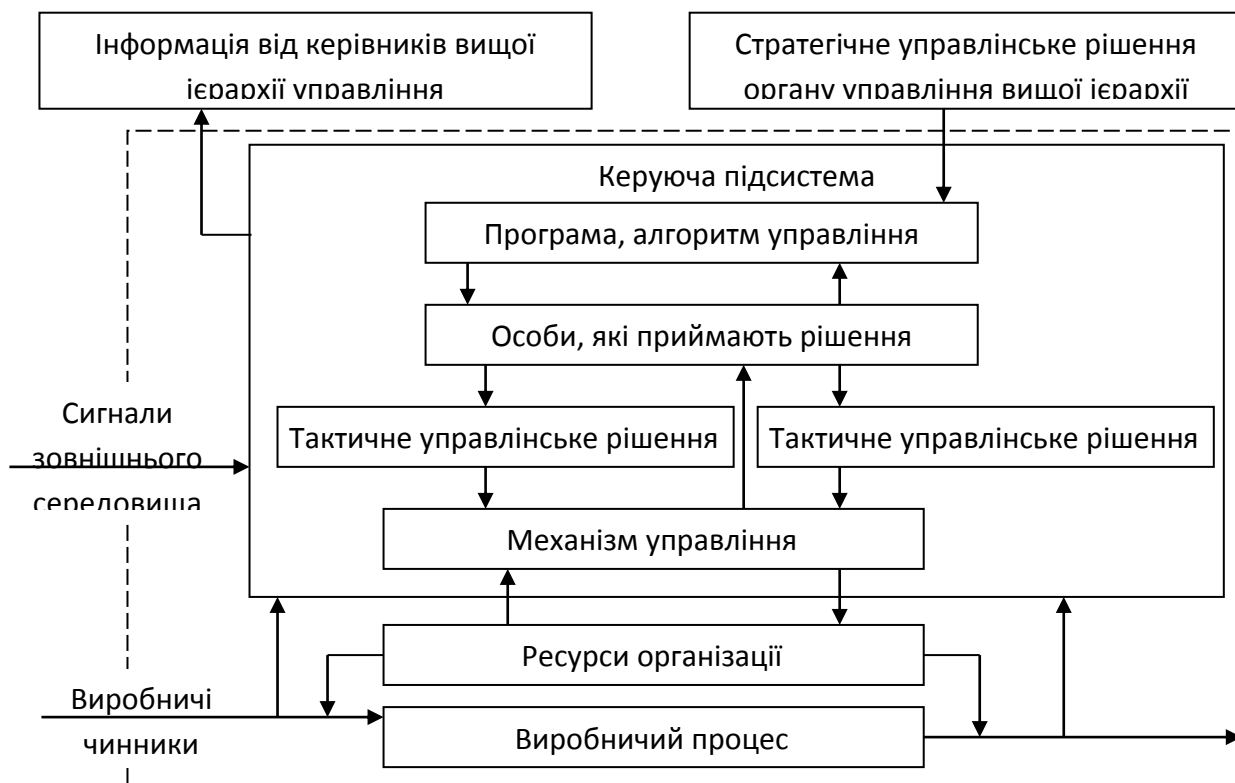 Інформація від керівників вищої
ієрархії управління
Стратегічне управлінське рішення
органу управління вищої ієрархії
Керуюча підсистема
Програма, алгоритм управління
Особи, які приймають рішення
Тактичне управлінське рішення
Тактичне управлінське рішення
Сигнали
зовнішнього
середовища
Механізм управління
Ресурси організації
Виробничі
чинники
Виробничий процес